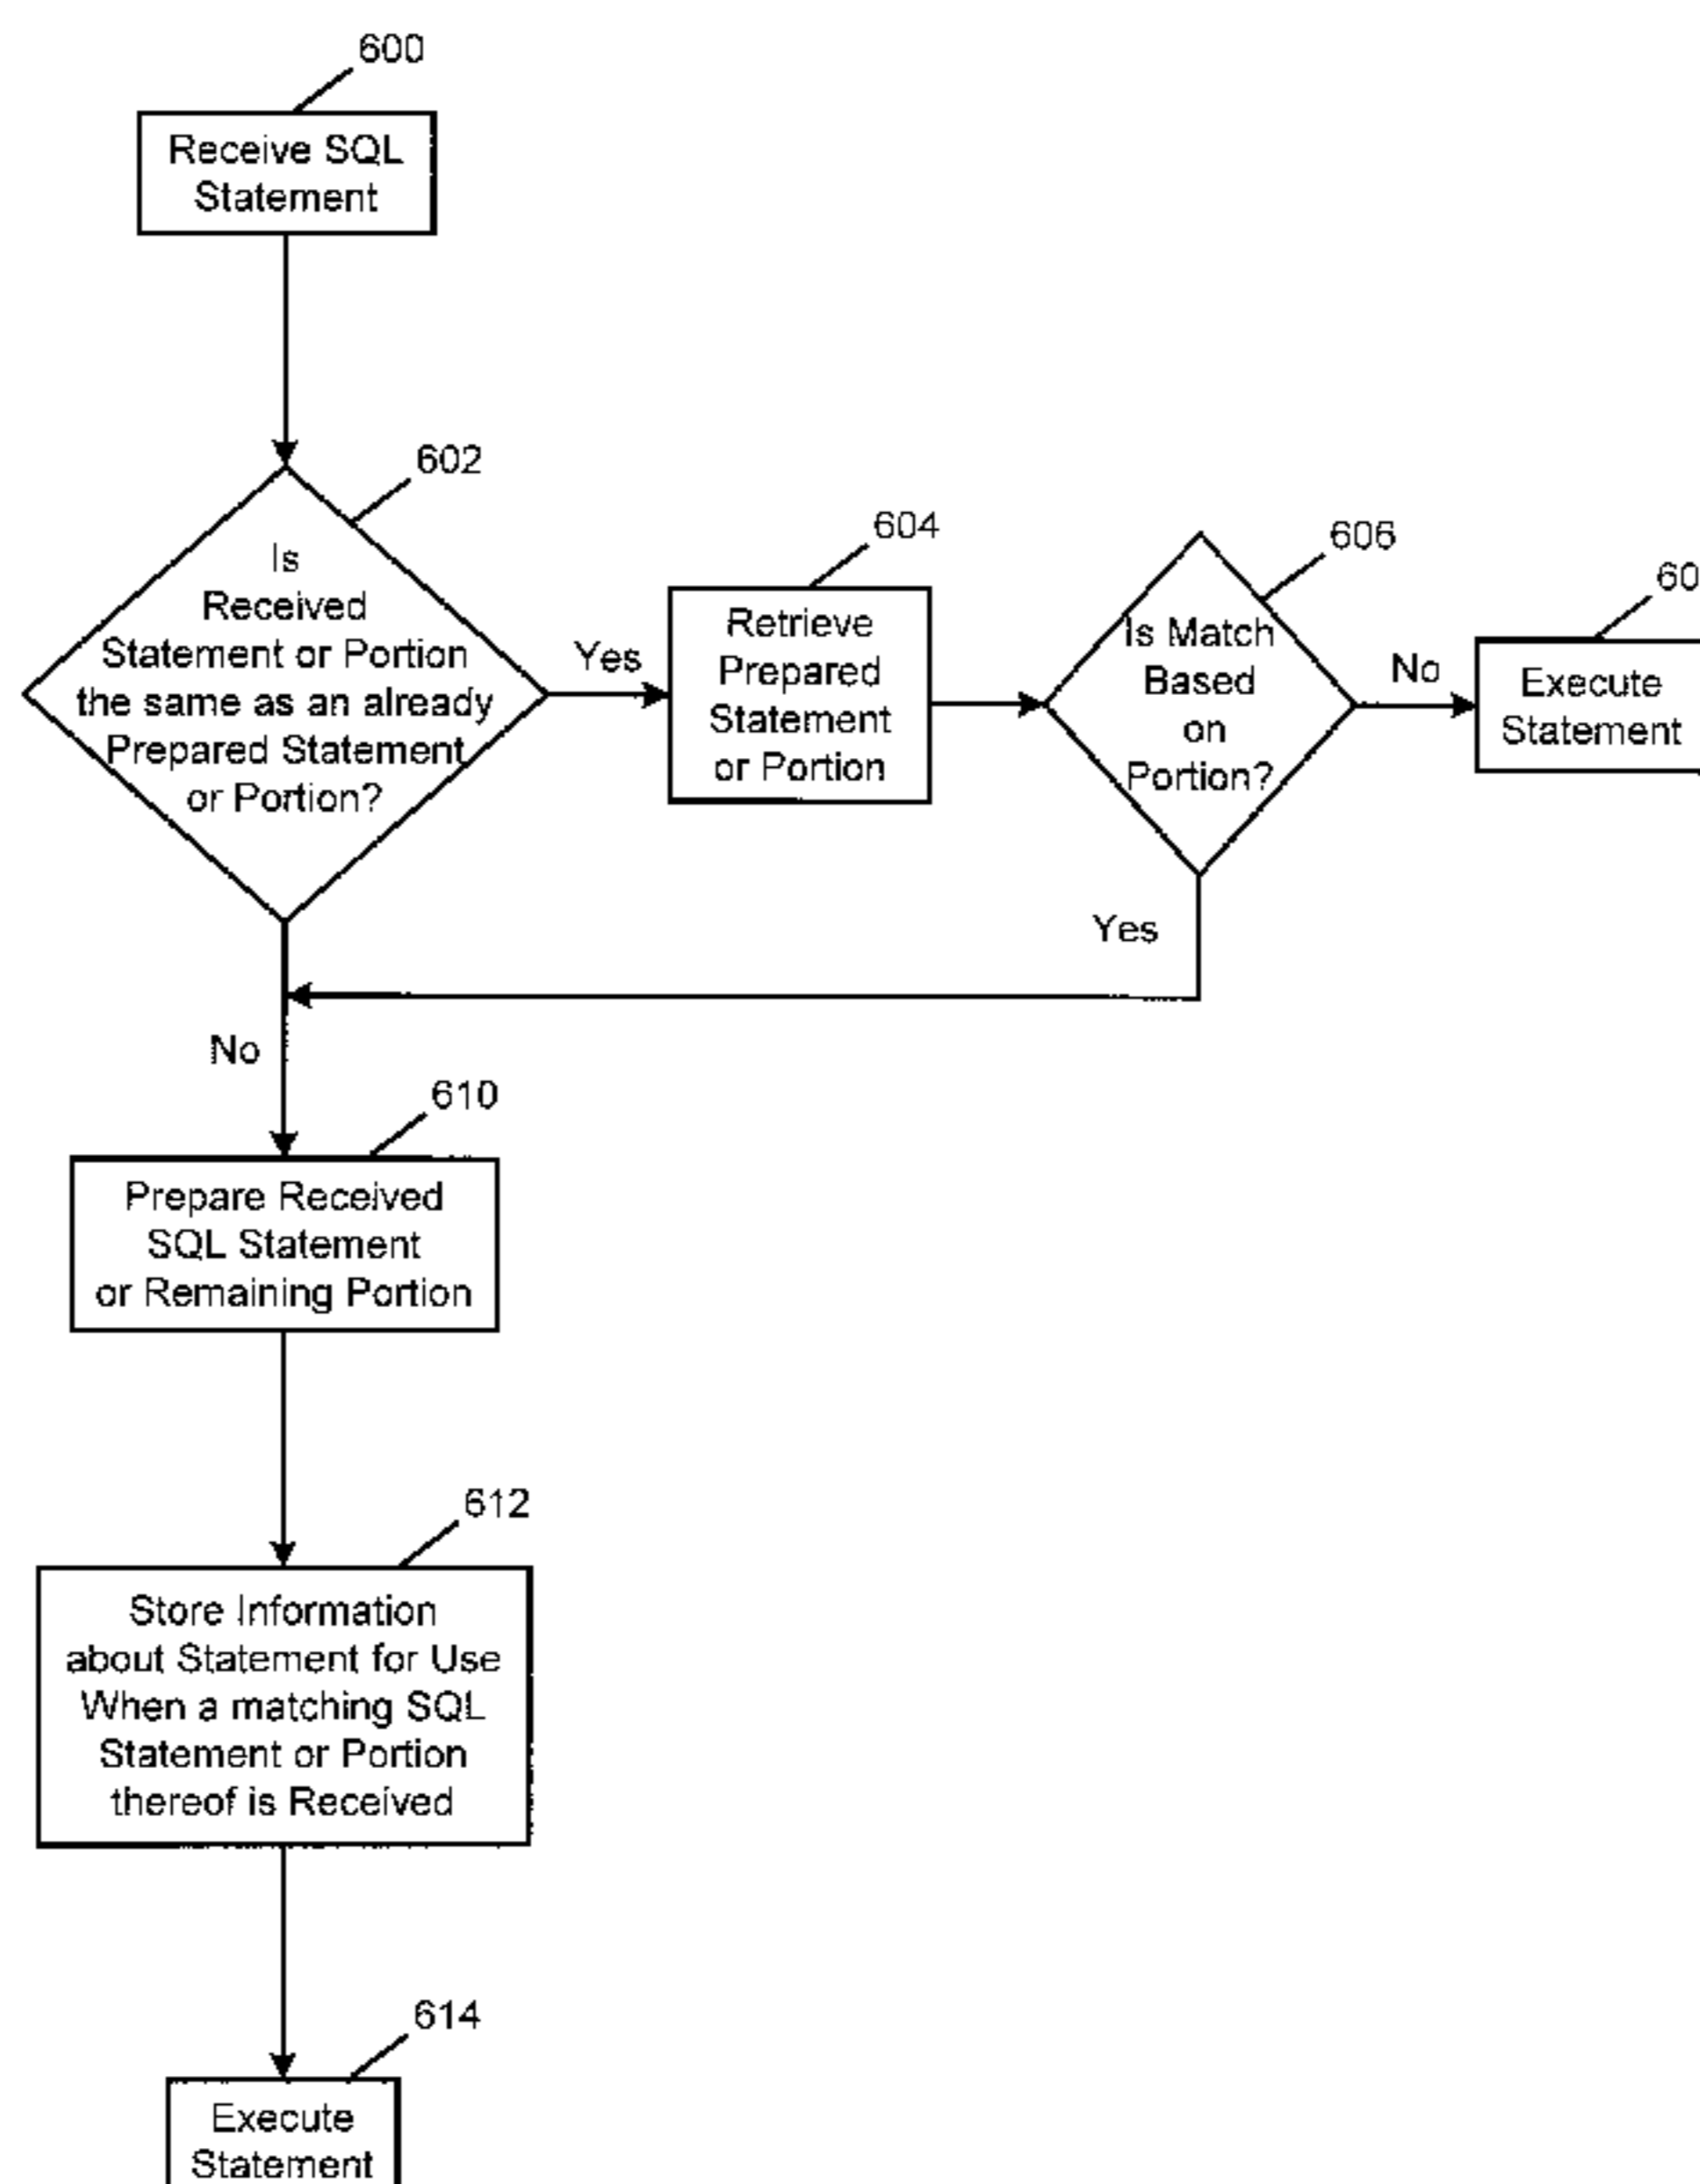 600
Receive SQL
Statement
602
Is
Received
Statement or Portion
the same as an already
Prepared Statement
or Portion?
Yes
604
Retrieve
Prepared
Statement
or Portion
606
Is Match
Based
on
Portion?
No
60
Execute
Statement
Yes
No
610
Prepare Received
SQL Statement
or Remaining Portion
612
Store Information
about Statement for Use
When a matching SQL
Statement or Portion
thereof is Received
614
Execute
Statement